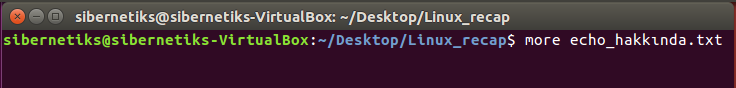 sibernetiks@sibernetiks-VirtualBox: ~/Desktop/Linux_recap
sibernetiks@sibernetiks-VirtualBox:~/Desktop/Linux_recap$ more echo_hakkında.txt